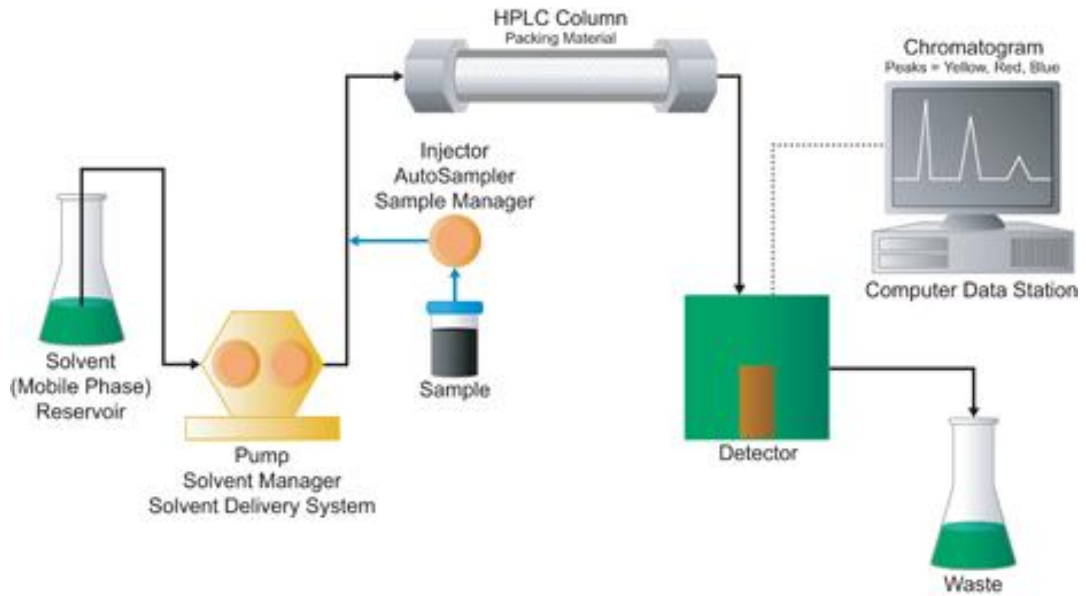 HPLC Column
Packing Material
Chromatogram
Peaks = Yellow, Red, Blue
Injector
AutoSampler
Sample Manager
Computer Data Station
Solvent
(Mobile Phase)
Reservoir
Sample
Pump
Solvent Manager
Solvent Delivery System
Detector
Waste